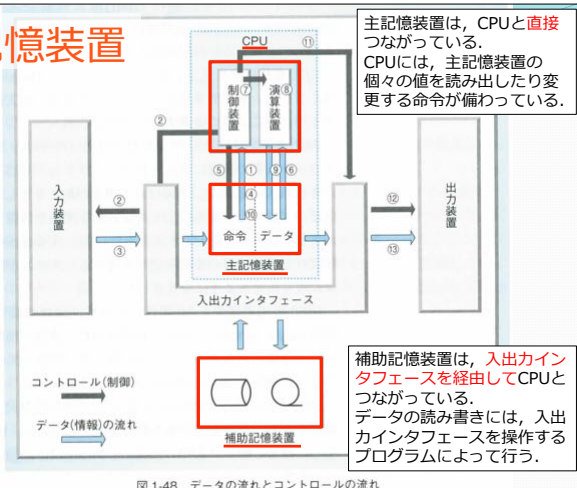 憶装置
主記憶装置は，CPUと直接
つながっている．
CPUには，主記憶装置の
個々の値を読み出したり変
更する命令が備わっている．
CPU
⑪
制御装置
⑦
演算装置
⑧
②
⑤
①
⑨
⑥
④
⑩
命令
データ
主記憶装置
入力装置
②
③
出力装置
⑫
⑬
入出力インタフェース
コントロール(制御)
データ(情報)の流れ
補助記憶装置
補助記憶装置は，入出力イン
タフェースを経由してCPUと
つながっている．
データの読み書きには，入出
力インタフェースを操作する
プログラムによって行う．
図 1-48 データの流れとコントロールの流れ